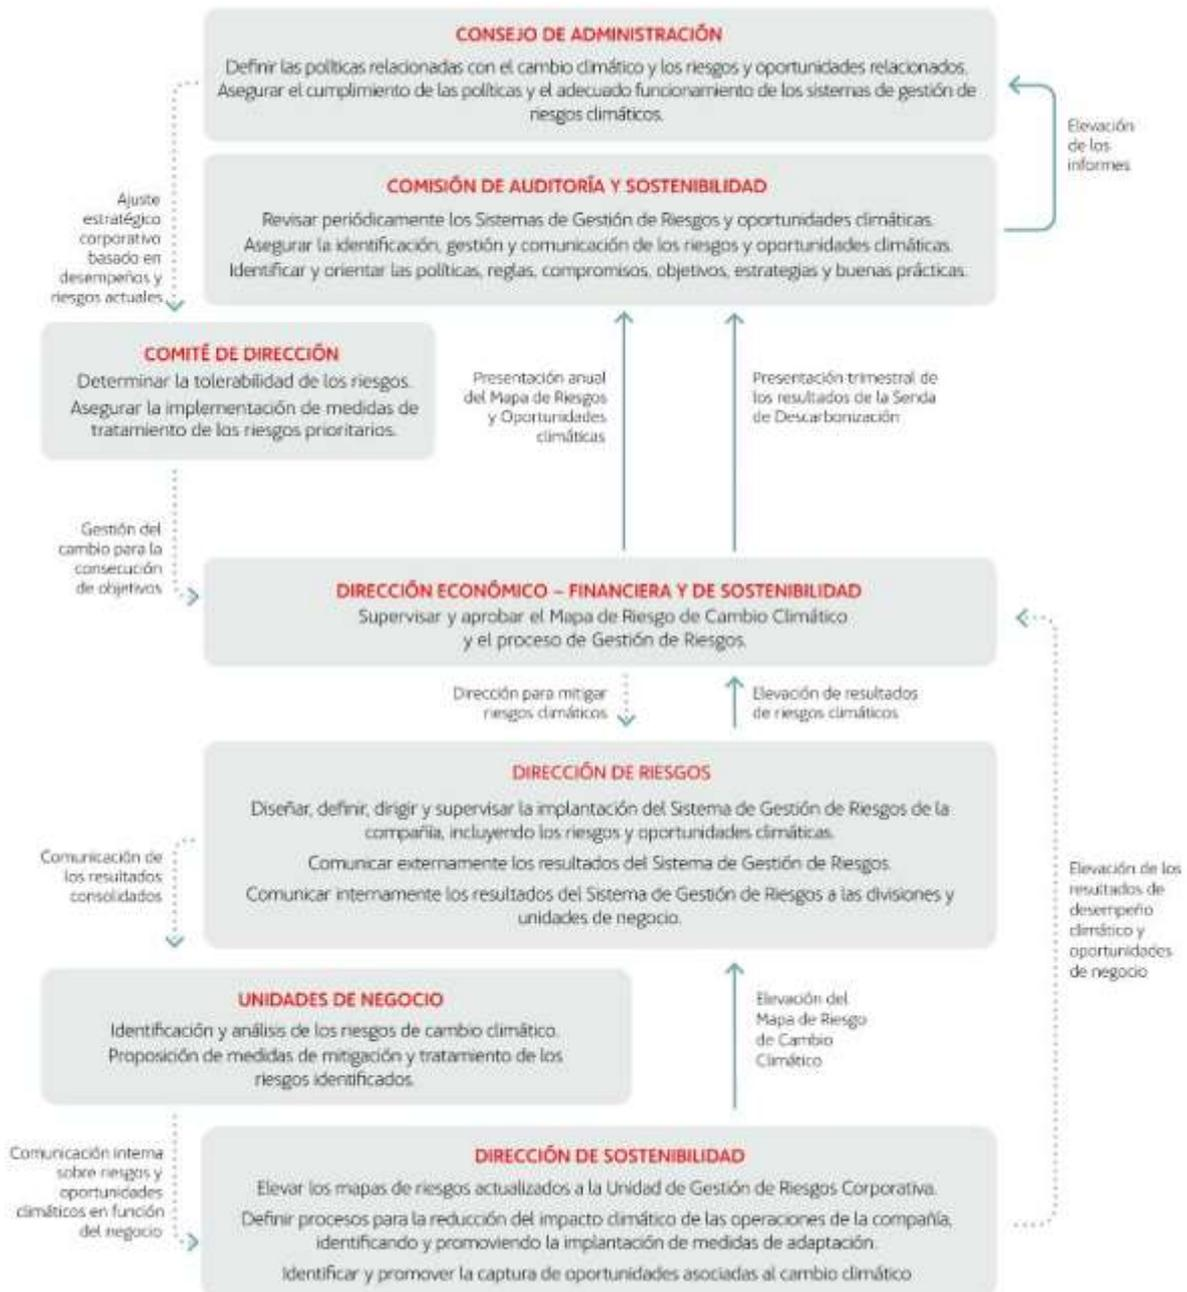 CONSEJO DE ADMINISTRACIÓN
Definir las políticas relacionadas con el cambio climático y los riesgos y oportunidades relacionados.
Asegurar el cumplimiento de las políticas y el adecuado funcionamiento de los sistemas de gestión de
riesgos climáticos.
Elevación
de los
informes
COMISIÓN DE AUDITORÍA Y SOSTENIBILIDAD
Revisar periódicamente los Sistemas de Gestión de Riesgos y oportunidades climáticas.
Asegurar la identificación, gestión y comunicación de los riesgos y oportunidades climáticas.
Identificar y orientar las políticas, reglas, compromisos, objetivos, estrategias y buenas prácticas.
Ajuste
estratégico
corporativo
basado en
desempeños y
riesgos actuales
COMITÉ DE DIRECCIÓN
Determinar la tolerabilidad de los riesgos.
Asegurar la implementación de medidas de
tratamiento de los riesgos prioritarios.
Presentación anual
del Mapa de Riesgos
y Oportunidades
climáticas
Presentación trimestral de
los resultados de la Senda
de Descarbonización
Gestión del
cambio para la
consecución
de objetivos
DIRECCIÓN ECONÓMICO – FINANCIERA Y DE SOSTENIBILIDAD
Supervisar y aprobar el Mapa de Riesgo de Cambio Climático
y el proceso de Gestión de Riesgos.
Dirección para mitigar
riesgos climáticos
Elevación de resultados
de riesgos climáticos
DIRECCIÓN DE RIESGOS
Diseñar, definir, dirigir y supervisar la implantación del Sistema de Gestión de Riesgos de la
compañía, incluyendo los riesgos y oportunidades climáticas.
Comunicar externamente los resultados del Sistema de Gestión de Riesgos.
Comunicar internamente los resultados del Sistema de Gestión de Riesgos a las divisiones y
unidades de negocio.
Comunicación de
los resultados
consolidados
Elevación de los
resultados de
desempeño
climático y
oportunidades
de negocio
UNIDADES DE NEGOCIO
Identificación y análisis de los riesgos de cambio climático.
Proposición de medidas de mitigación y tratamiento de los
riesgos identificados.
Elevación del
Mapa de Riesgo
de Cambio
Climático
Comunicación interna
sobre riesgos y
oportunidades
climáticos en función
del negocio
DIRECCIÓN DE SOSTENIBILIDAD
Elevar los mapas de riesgos actualizados a la Unidad de Gestión de Riesgos Corporativa.
Definir procesos para la reducción del impacto climático de las operaciones de la compañía,
identificando y promoviendo la implantación de medidas de adaptación.
Identificar y promover la captura de oportunidades asociadas al cambio climático